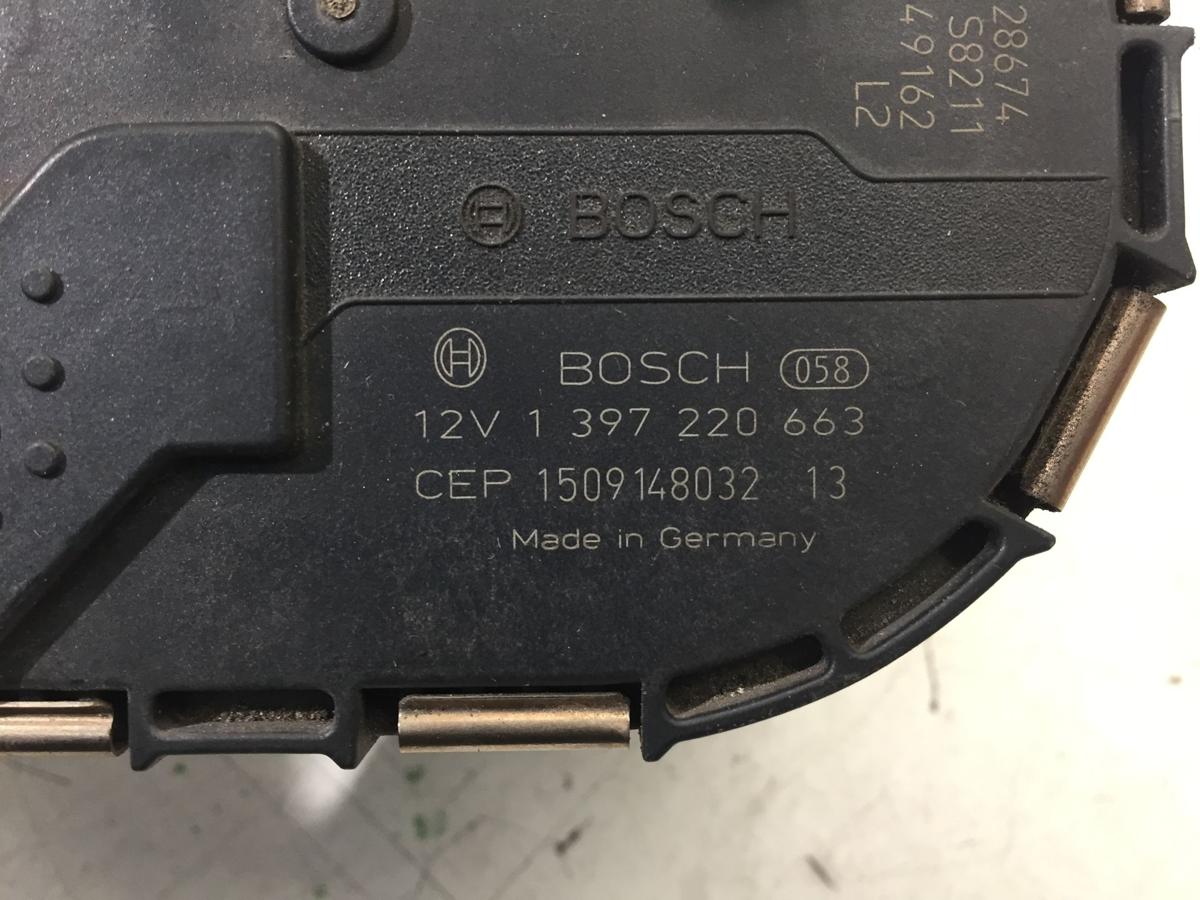 28674
S8211
49162
L2
BOSCH
BOSCH 058
12V 1 397 220 663
CEP 1509148032 13
Made in Germany